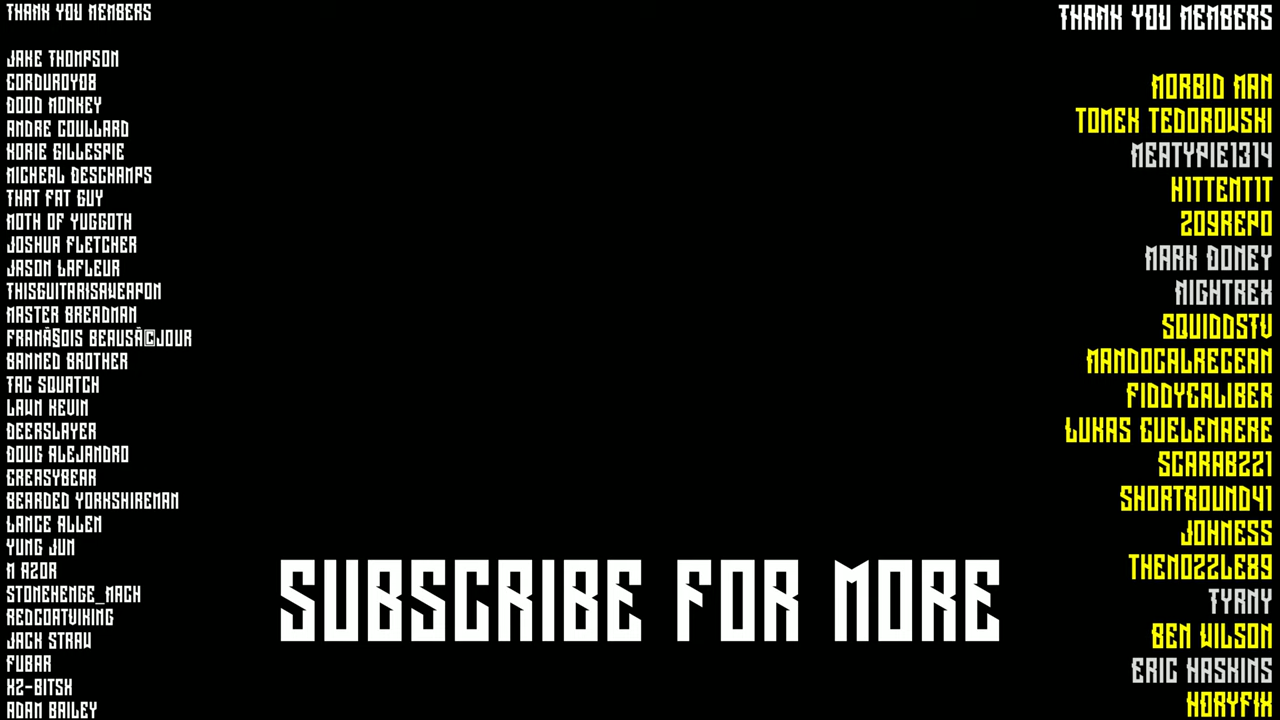 THANK YOU MEMBERS
JAKE THOMPSON
CORDUROY08
DOOD MONKEY
ANDRE COULLARD
KORIE GILLESPIE
MICHEAL DESCHAMPS
THAT FAT GUY
MOTH OF YUGGOTH
JOSHUA FLETCHER
JASON LAFLEUR
THISGUITARISAWEAPON
MASTER BREADMAN
FRANÃ§OIS BEAUSÃ©JOUR
BANNED BROTHER
TAC SQUATCH
LAWN KEVIN
DEERSLAYER
DOUG ALEJANDRO
CREASYBEAR
BEARDED YORKSHIREMAN
LANCE ALLEN
YUNG JUN
M AZOR
STONEHENGE_MACH
REDCOATVIKING
JACK STRAW
FUBAR
K2-BITSK
ADAM BAILEY
SUBSCRIBE FOR MORE
THANK YOU MEMBERS
MORBID MAN
TOMEK TEDOROWSKI
MEATYPIE1314
K1TTENT1T
209REPO
MARK DONEY
NIGHTREX
SQUIDDSTV
MANDOCALRECEAN
FIDDYCALIBER
LUKAS CUELENAERE
SCARAB221
SHORTROUND41
JOHNESS
THENOZZLE89
TYRNY
BEN WILSON
ERIC HASKINS
KORYFIX